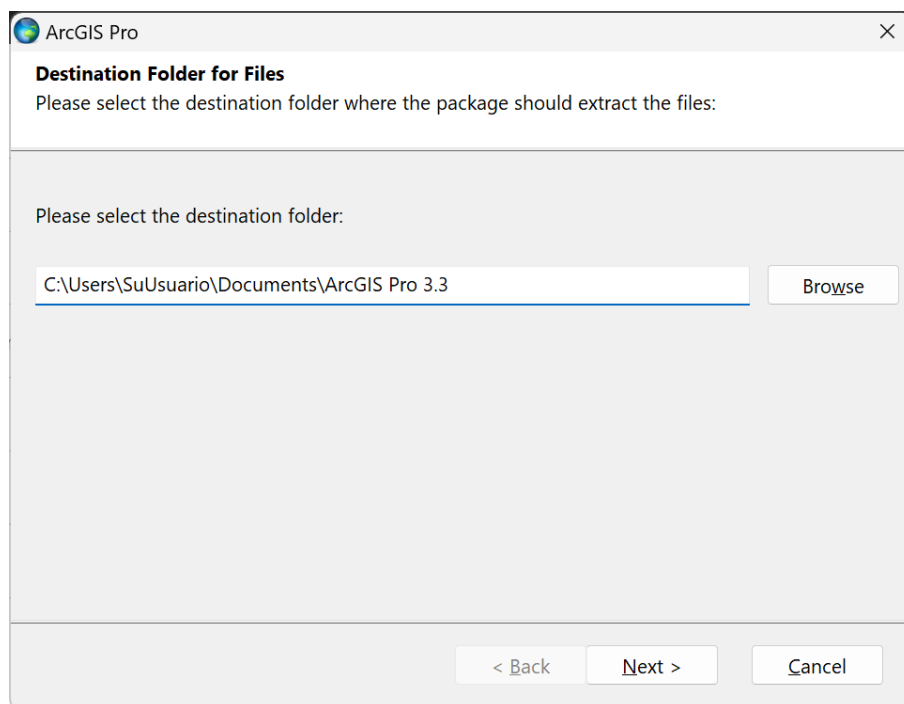 ArcGIS Pro
Destination Folder for Files
Please select the destination folder where the package should extract the files:
Please select the destination folder:
C:\Users\SuUsuario\Documents\ArcGIS Pro 3.3
Browse
< Back
Next >
Cancel